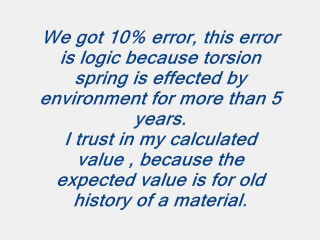 We got 10% error, this error
is logic because torsion
spring is effected by
environment for more than 5
years.
I trust in my calculated
value , because the
expected value is for old
history of a material.